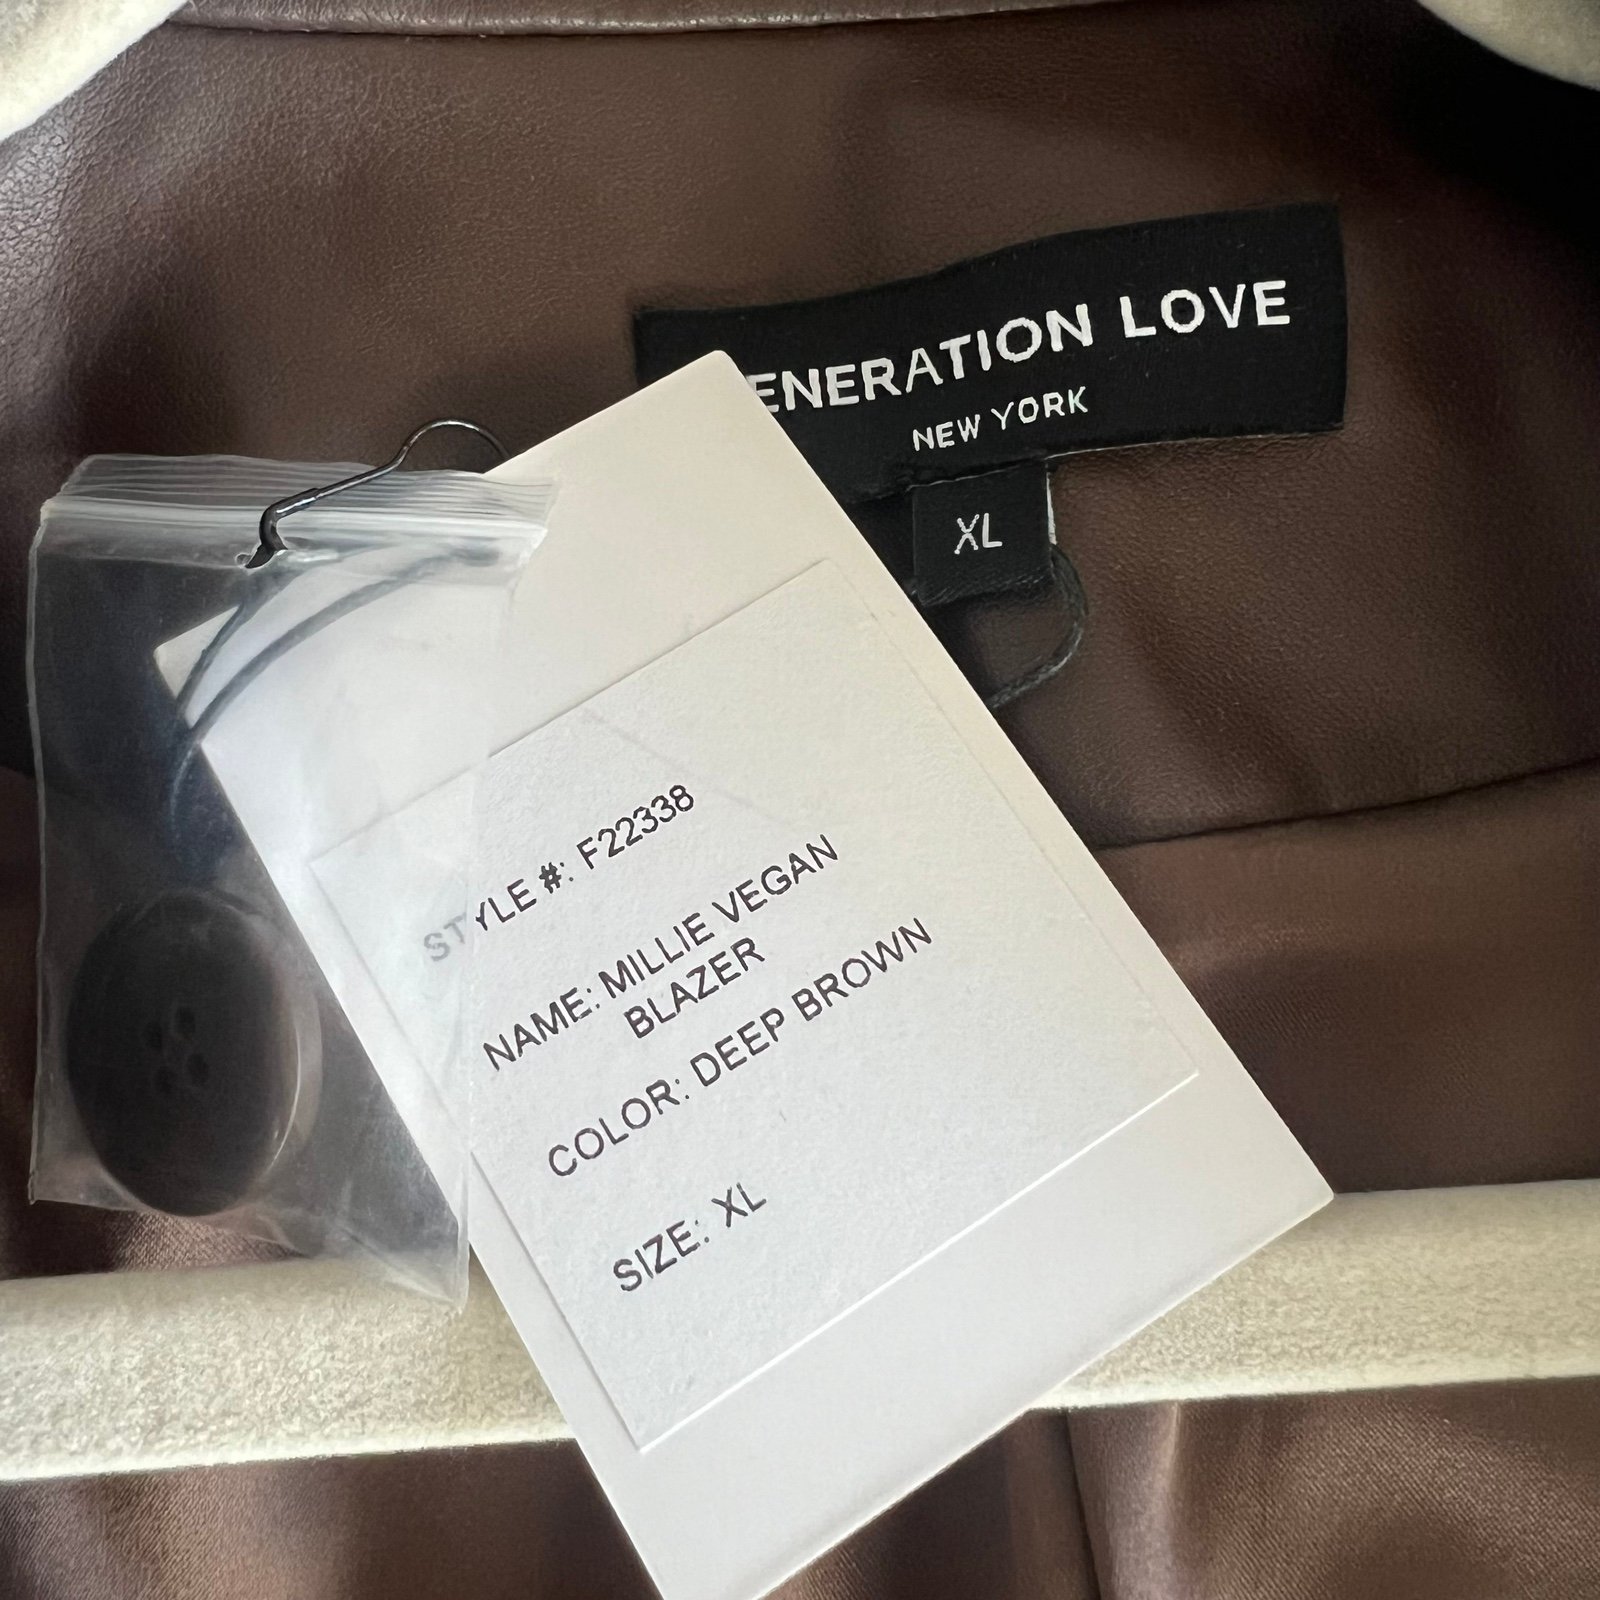 ENERATION LOVE
NEW YORK
XL
STYLE #: F22338
NAME: MILLIE VEGAN
BLAZER
COLOR: DEEP BROWN
SIZE: XL